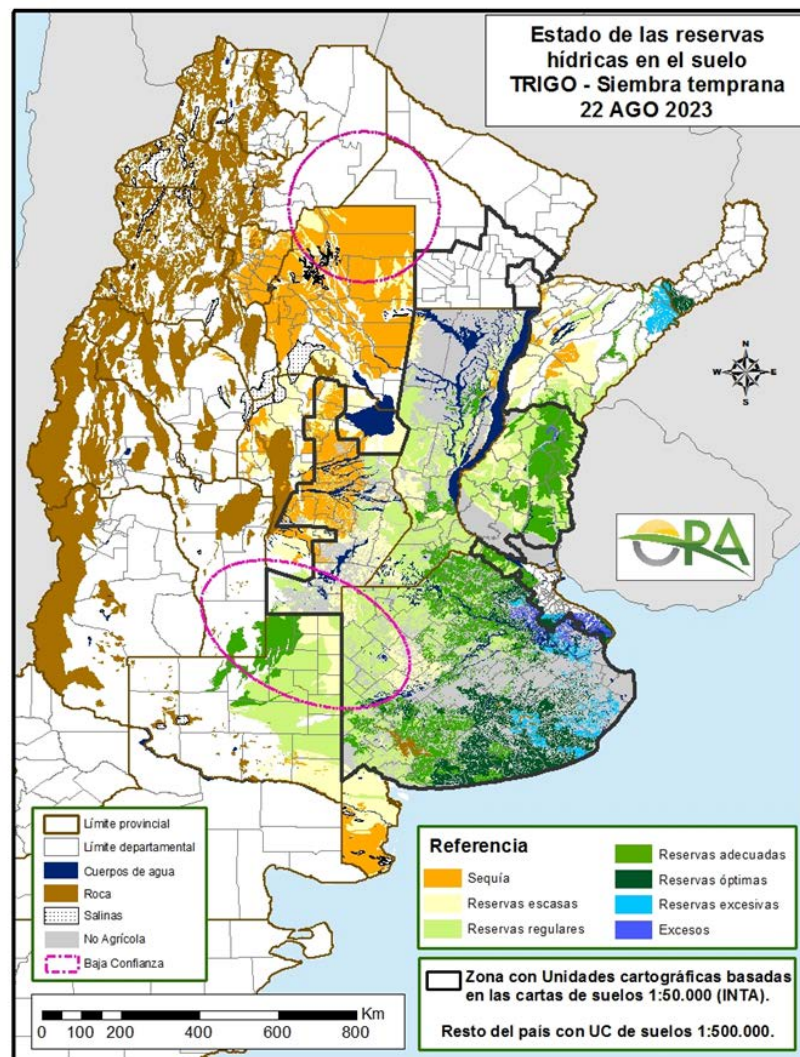 Estado de las reservas
hídricas en el suelo
TRIGO - Siembra temprana
22 AGO 2023
N
W
E
S
ORA
Límite provincial
Límite departamental
Cuerpos de agua
Roca
Salinas
No Agrícola
Baja Confianza
Referencia
Sequía
Reservas escasas
Reservas regulares
Reservas adecuadas
Reservas óptimas
Reservas excesivas
Excesos
Zona con Unidades cartográficas basadas
en las cartas de suelos 1:50.000 (INTA).
Resto del país con UC de suelos 1:500.000.
Km
0 50 100 200 400 600 800